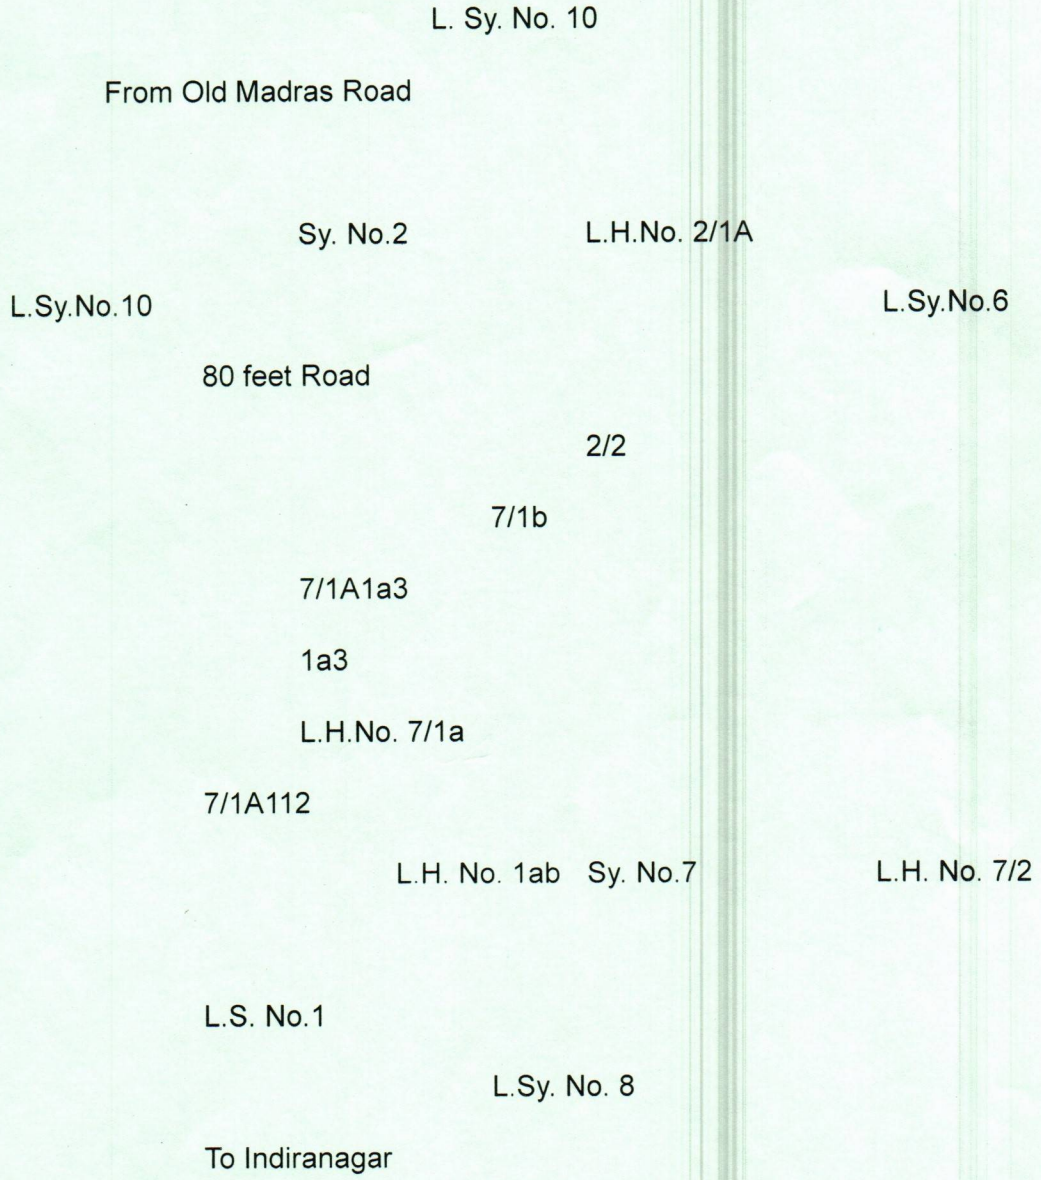 L. Sy. No. 10
From Old Madras Road
Sy. No.2 L.H.No. 2/1A
L.Sy.No.10 L.Sy.No.6
80 feet Road
2/2
7/1b
7/1A1a3
1a3
L.H.No. 7/1a
7/1A112
L.H. No. 1ab Sy. No.7 L.H. No. 7/2
L.S. No.1
L.Sy. No. 8
To Indiranagar